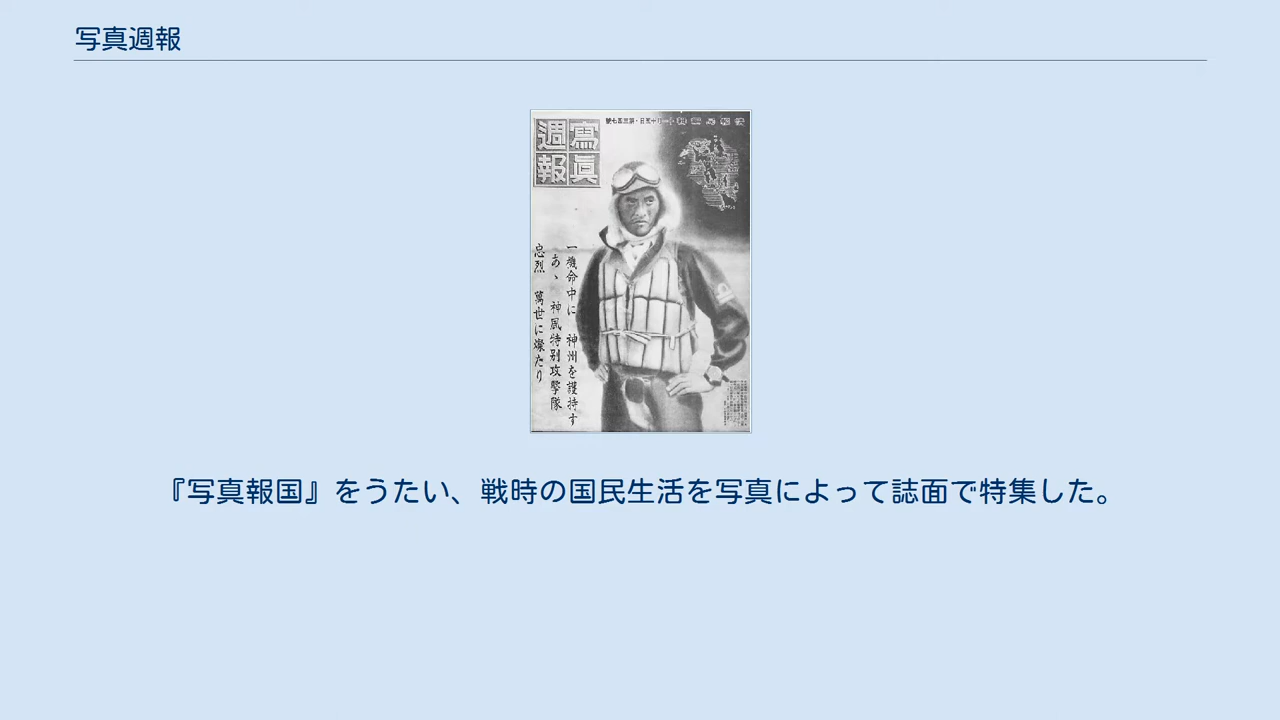 写真週報
寫眞
週報
一機命中に 神州を護持す
あゝ 神風特別攻撃隊
忠烈 萬世に燦たり
『写真報国』をうたい、戦時の国民生活を写真によって誌面で特集した。